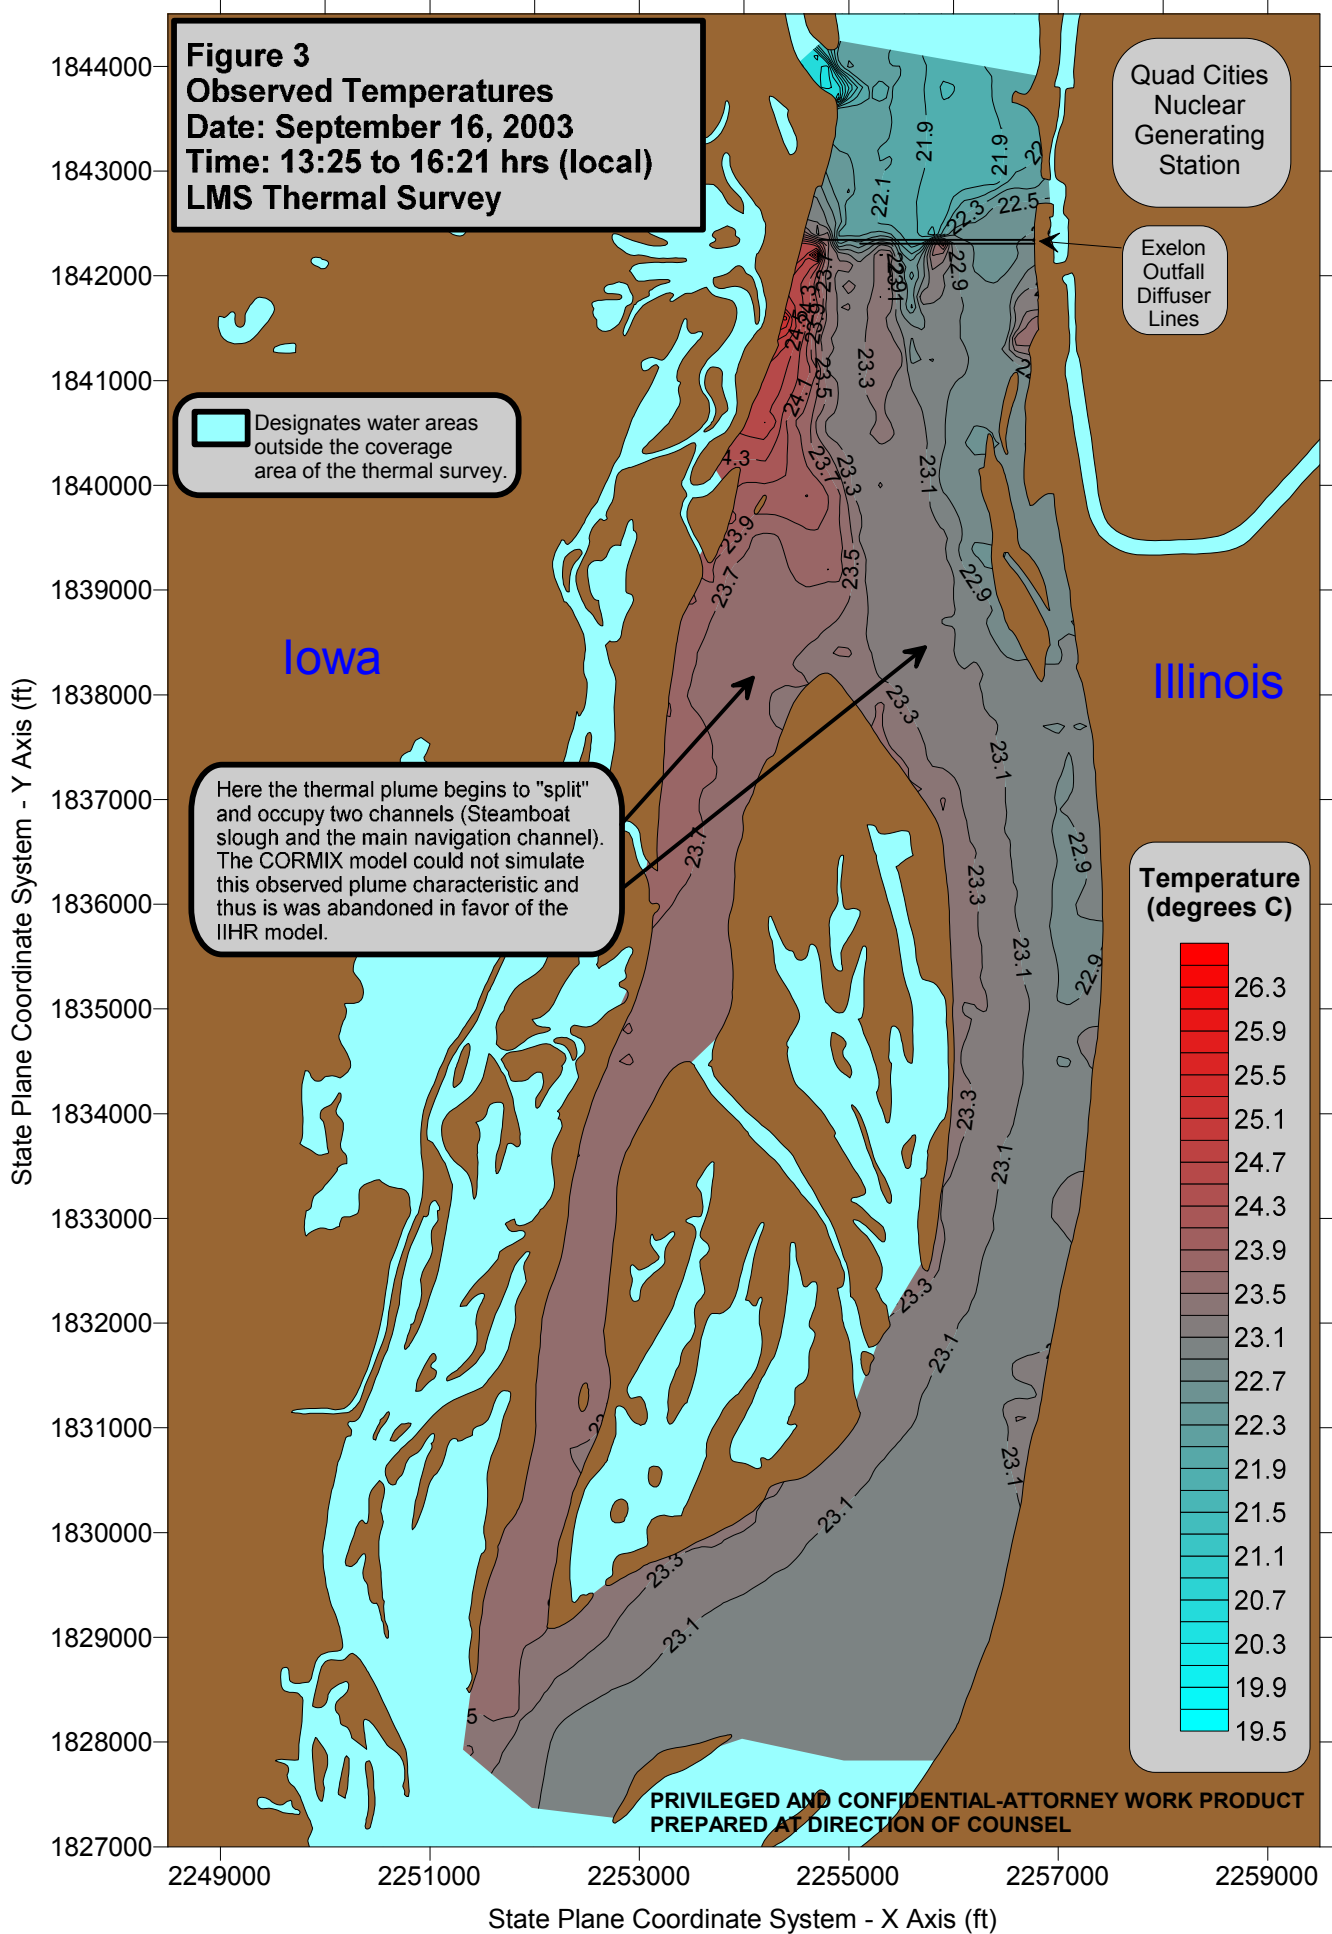 Figure 3
Observed Temperatures
Date: September 16, 2003
Time: 13:25 to 16:21 hrs (local)
LMS Thermal Survey
Quad Cities
Nuclear
Generating
Station
Exelon
Outfall
Diffuser
Lines
Designates water areas
outside the coverage
area of the thermal survey.
Iowa
Illinois
Here the thermal plume begins to "split"
and occupy two channels (Steamboat
slough and the main navigation channel).
The CORMIX model could not simulate
this observed plume characteristic and
thus is was abandoned in favor of the
IIHR model.
Temperature
(degrees C)
26.3
25.9
25.5
25.1
24.7
24.3
23.9
23.5
23.1
22.7
22.3
21.9
21.5
21.1
20.7
20.3
19.9
19.5
21.9
21.9
22.1
22.3
22.5
22.9
23.3
24.1
23.5
23.7
23.3
23.1
23.9
23.7
23.5
22.9
23.3
23.1
23.7
22.9
23.3
23.1
22.9
23.3
23.1
23.3
23.1
23.1
23.1
23.3
23.1
PRIVILEGED AND CONFIDENTIAL-ATTORNEY WORK PRODUCT
PREPARED AT DIRECTION OF COUNSEL
State Plane Coordinate System - Y Axis (ft)
1844000
1843000
1842000
1841000
1840000
1839000
1838000
1837000
1836000
1835000
1834000
1833000
1832000
1831000
1830000
1829000
1828000
1827000
2249000
2251000
2253000
2255000
2257000
2259000
State Plane Coordinate System - X Axis (ft)